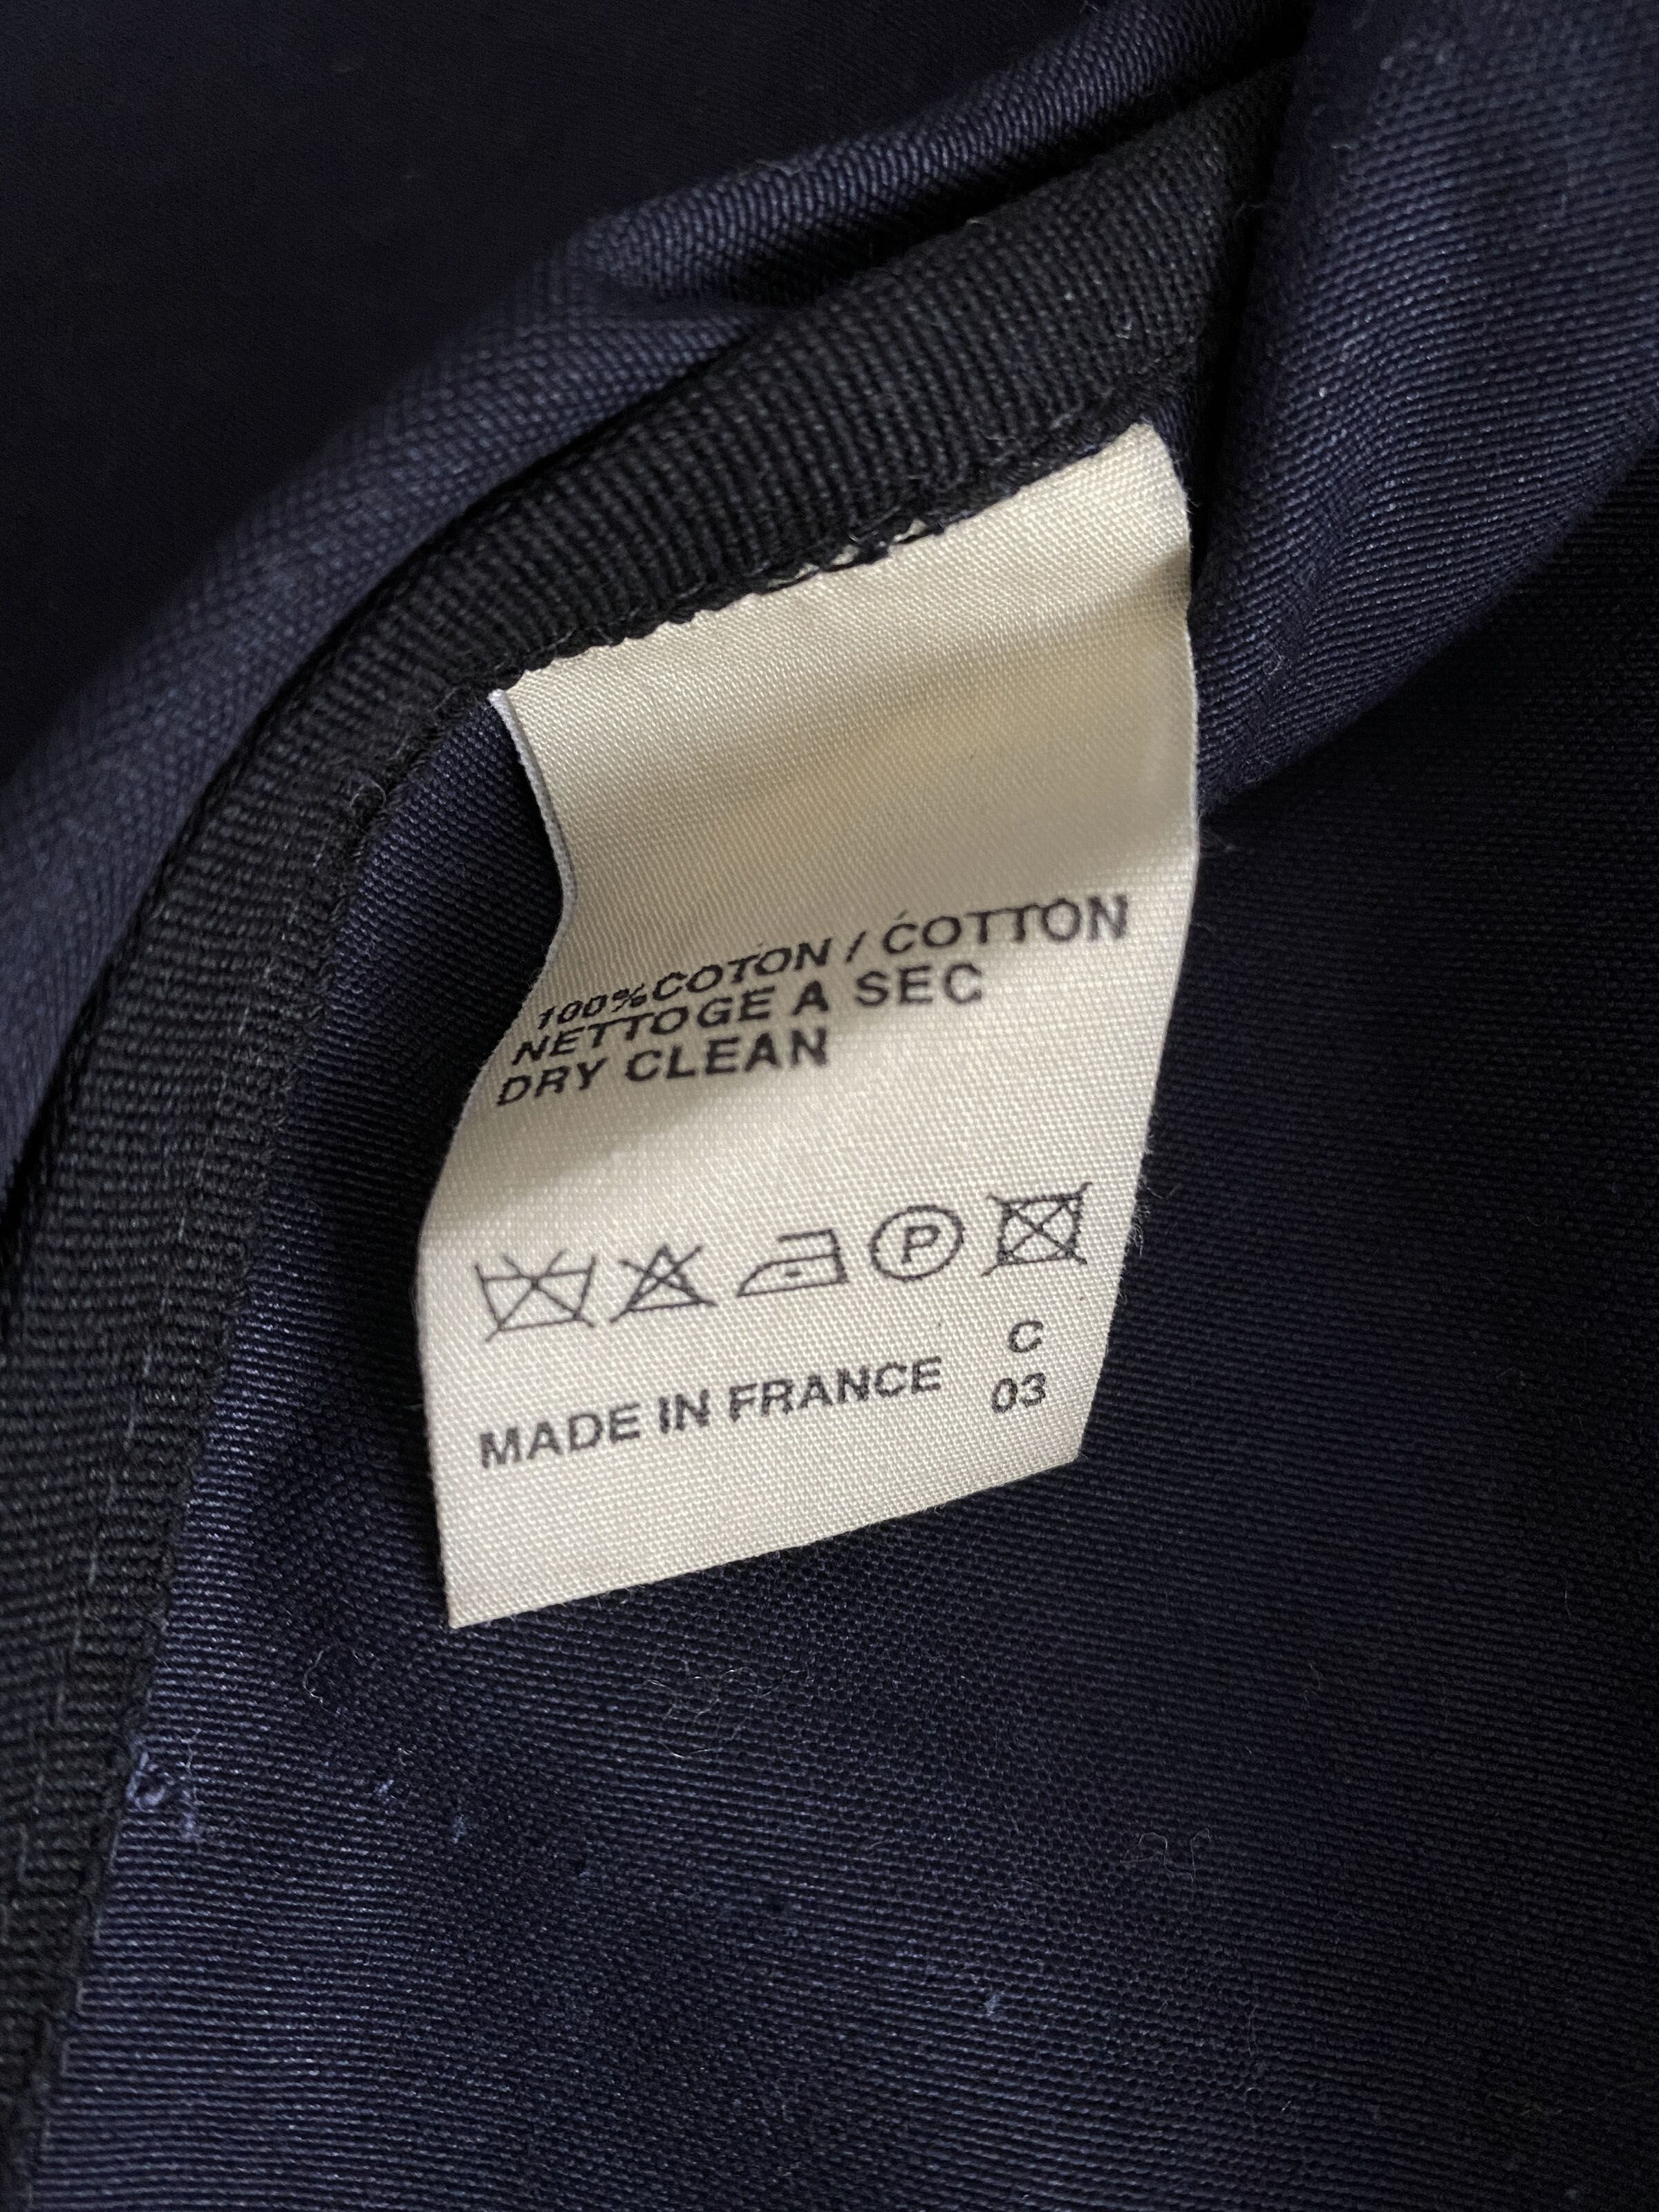 100%COTON / COTTON
NETTOGE A SEC
DRY CLEAN
P
MADE IN FRANCE
C
03